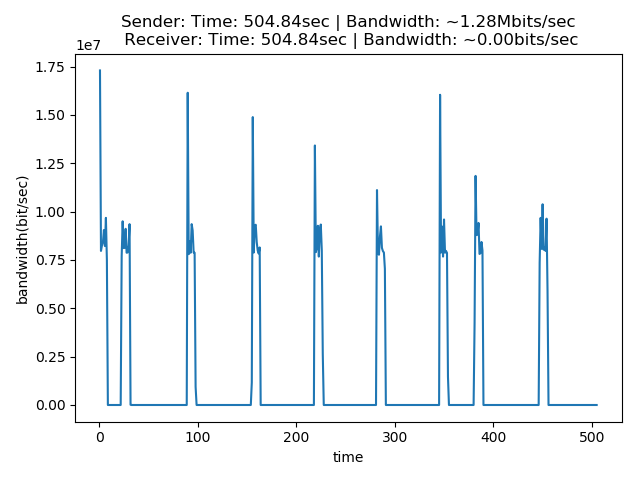 Sender: Time: 504.84sec | Bandwidth: ~1.28Mbits/sec
Receiver: Time: 504.84sec | Bandwidth: ~0.00bits/sec
1e7
1.75
1.50
1.25
1.00
0.75
0.50
0.25
0.00
bandwidth(bit/sec)
0 100 200 300 400 500
time